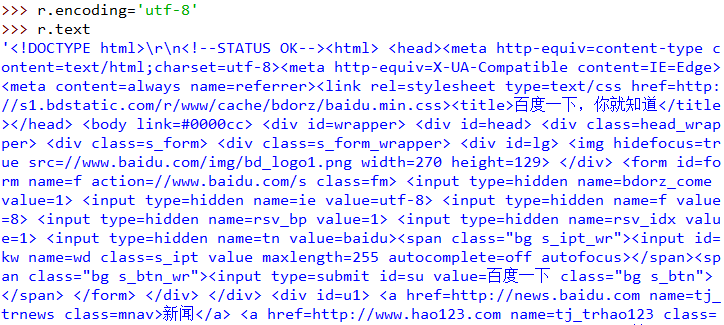 >>> r.encoding='utf-8'
>>> r.text
'<!DOCTYPE html>\r\n<!--STATUS OK--><html> <head><meta http-equiv=content-type c
ontent=text/html;charset=utf-8><meta http-equiv=X-UA-Compatible content=IE=Edge>
<meta content=always name=referrer><link rel=stylesheet type=text/css href=http:
//s1.bdstatic.com/r/www/cache/bdorz/baidu.min.css><title>百度一下，你就知道</titl
e></head> <body link=#0000cc> <div id=wrapper> <div id=head> <div class=head_wrap
per> <div class=s_form> <div class=s_form_wrapper> <div id=lg> <img hidefocus=tr
ue src=//www.baidu.com/img/bd_logo1.png width=270 height=129> </div> <form id=fo
rm name=f action=//www.baidu.com/s class=fm> <input type=hidden name=bdorz_come
value=1> <input type=hidden name=ie value=utf-8> <input type=hidden name=f value
=8> <input type=hidden name=rsv_bp value=1> <input type=hidden name=rsv_idx valu
e=1> <input type=hidden name=tn value=baidu><span class="bg s_ipt_wr"><input id=
kw name=wd class=s_ipt value maxlength=255 autocomplete=off autofocus></span><sp
an class="bg s_btn_wr"><input type=submit id=su value=百度一下 class="bg s_btn">
</span> </form> </div> </div> <div id=u1> <a href=http://news.baidu.com name=tj_
trnews class=mnav>新闻</a> <a href=http://www.hao123.com name=tj_trhao123 class=